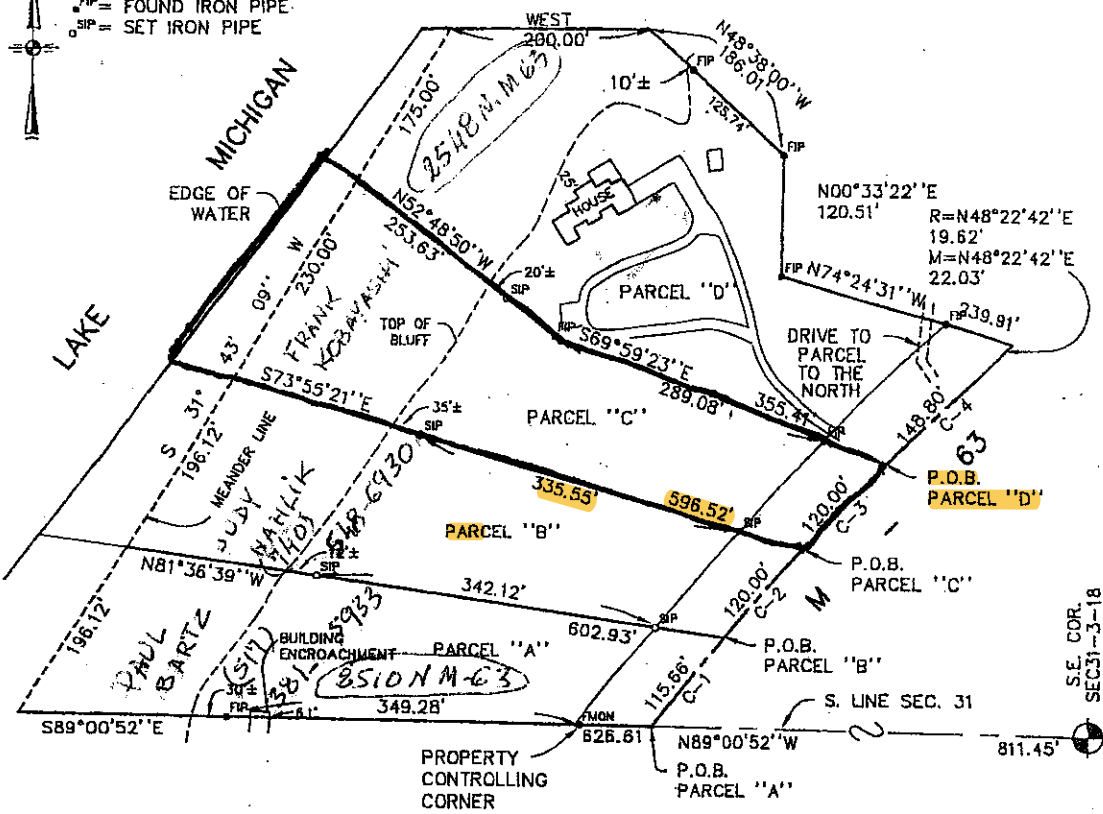 FIP = FOUND IRON PIPE
SIP = SET IRON PIPE
WEST
200.00'
N48°38'00''W
186.01'
FIP
10'±
125.74'
FIP
MICHIGAN
175.00'
2548 N. M 63
EDGE OF
WATER
25'
HOUSE
N00°33'22''E
120.51'
R=N48°22'42''E
19.62'
M=N48°22'42''E
22.03'
N52°48'50''W
253.63'
FIP
N74°24'31''W
239.91'
20'±
SIP
PARCEL "D"
LAKE
S 31° 43' 09'' W
230.00'
FRANK
KOBAYASHI
TOP OF
BLUFF
S69°59'23''E
289.08'
355.41'
DRIVE TO
PARCEL
TO THE
NORTH
148.80'
C-4
63
S73°55'21''E
35'±
SIP
PARCEL "C"
P.O.B.
PARCEL "D"
196.12'
MEANDER LINE
335.55'
596.52'
SIP
120.00'
C-3
JUDY
PARCEL "B"
P.O.B.
PARCEL "C"
N81°36'39''W
12'±
SIP
342.12'
SIP
120.00'
C-2
M
196.12'
PAUL
BARTZ
(517)
BUILDING
ENCROACHMENT
PARCEL "A"
602.93'
P.O.B.
PARCEL "B"
115.66'
C-1
S.E. COR.
SEC31-3-18
FIP
349.28'
FMON
S. LINE SEC. 31
S89°00'52''E
626.61
N89°00'52''W
811.45'
PROPERTY
CONTROLLING
CORNER
P.O.B.
PARCEL "A"